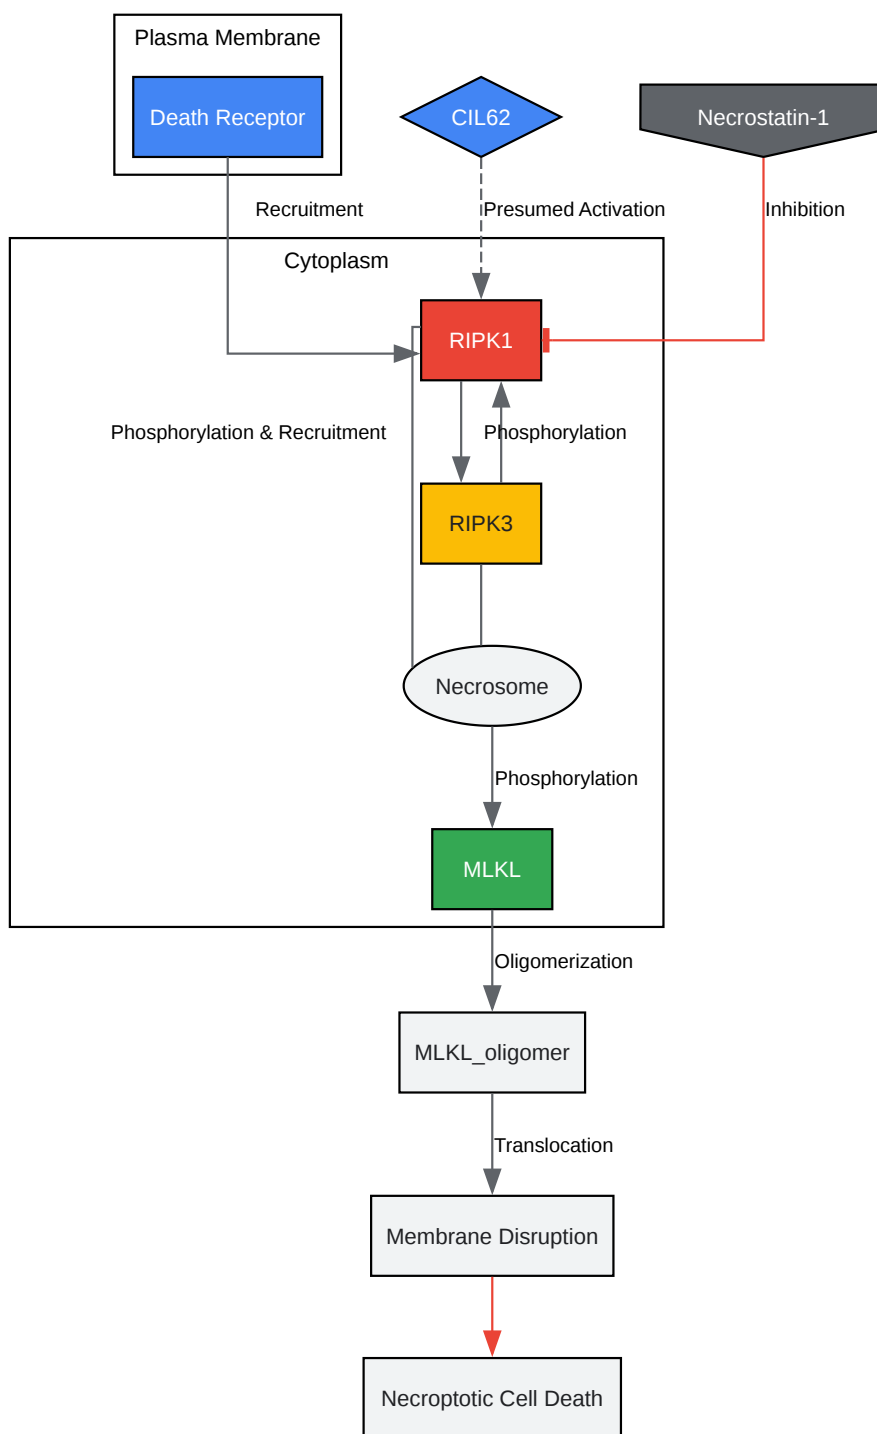 Plasma Membrane
Death Receptor
CIL62
Necrostatin-1
Recruitment
Presumed Activation
Inhibition
Cytoplasm
RIPK1
Phosphorylation & Recruitment
Phosphorylation
RIPK3
Necrosome
Phosphorylation
MLKL
Oligomerization
MLKL_oligomer
Translocation
Membrane Disruption
Necroptotic Cell Death